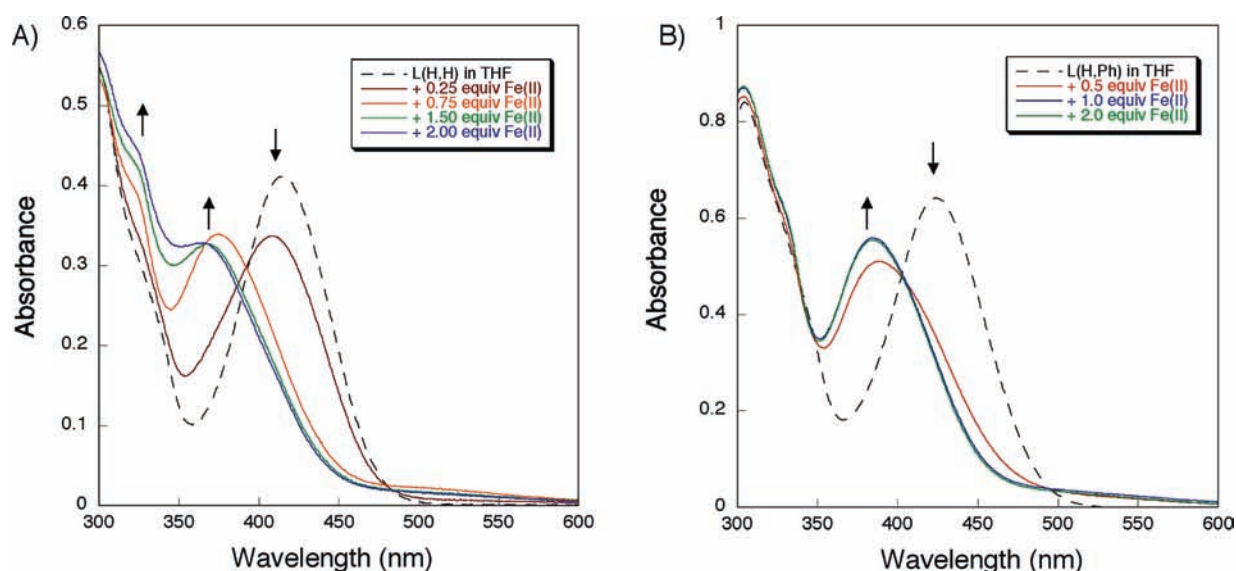 A)
0.6
0.5
0.4
0.3
0.2
0.1
0
Absorbance
L(H,H) in THF
+ 0.25 equiv Fe(II)
+ 0.75 equiv Fe(II)
+ 1.50 equiv Fe(II)
+ 2.00 equiv Fe(II)
300 350 400 450 500 550 600
Wavelength (nm)
B)
1
0.8
0.6
0.4
0.2
0
Absorbance
L(H,Ph) in THF
+ 0.5 equiv Fe(II)
+ 1.0 equiv Fe(II)
+ 2.0 equiv Fe(II)
300 350 400 450 500 550 600
Wavelength (nm)